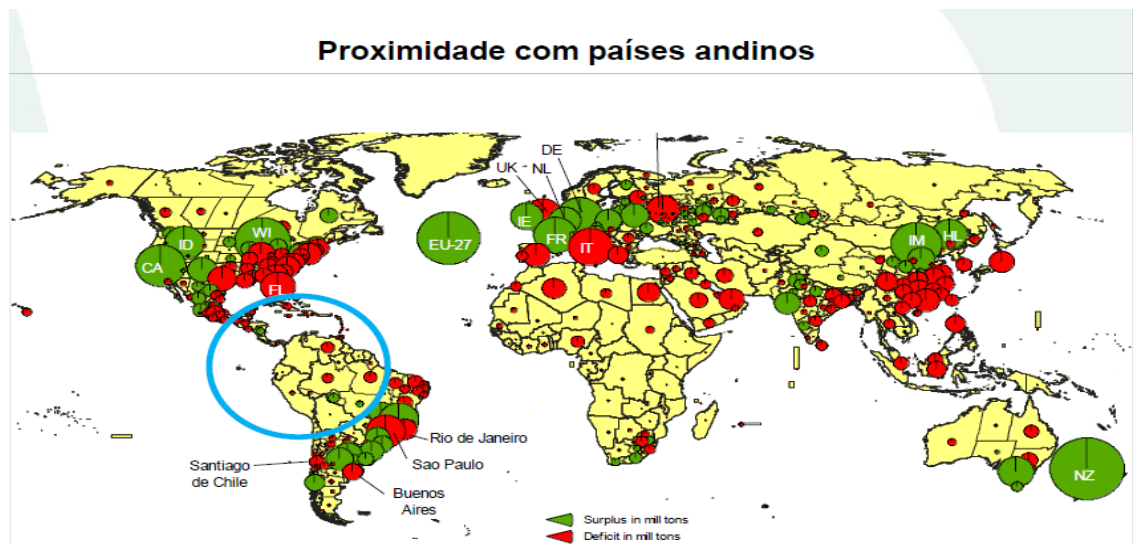 Proximidade com países andinos
DE
UK
NL
IE
FR
IT
EU-27
WI
ID
CA
FL
IM
HL
Rio de Janeiro
Sao Paulo
Santiago
de Chile
Buenos
Aires
NZ
Surplus in mill tons
Deficit in mill tons